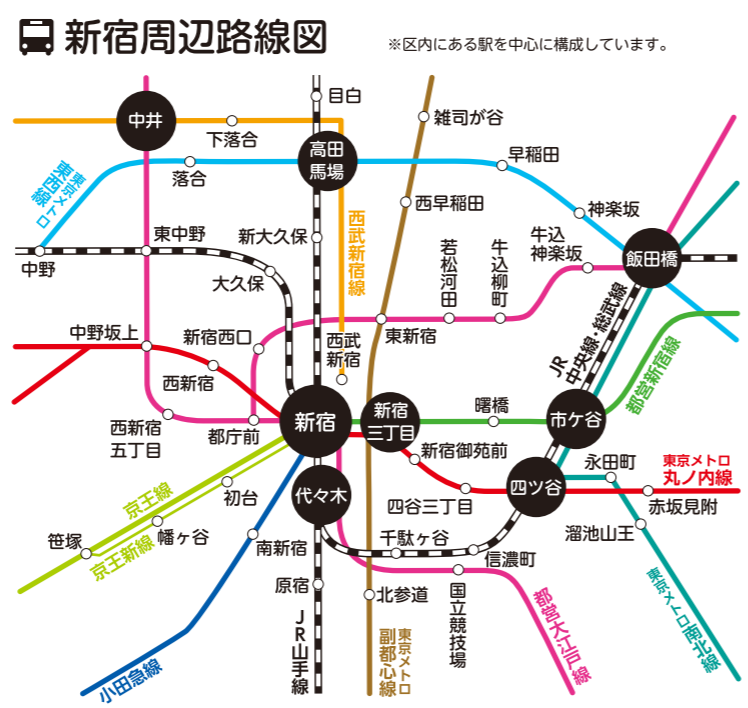 新宿周辺路線図
※区内にある駅を中心に構成しています。
目白
中井
下落合
雑司が谷
高田
馬場
早稲田
東京メトロ
東西線
落合
西早稲田
神楽坂
西武新宿線
新大久保
東中野
中野
大久保
若松河田
牛込柳町
牛込
神楽坂
飯田橋
中野坂上
新宿西口
西新宿
西武
新宿
東新宿
JR
中央線・総武線
都営新宿線
西新宿
五丁目
都庁前
新宿
新宿
三丁目
曙橋
市ケ谷
新宿御苑前
永田町
東京メトロ
丸ノ内線
京王線
初台
代々木
四谷三丁目
四ツ谷
赤坂見附
笹塚
幡ヶ谷
京王新線
南新宿
千駄ヶ谷
信濃町
溜池山王
原宿
北参道
国立競技場
都営大江戸線
東京メトロ南北線
JR山手線
東京メトロ
副都心線
小田急線